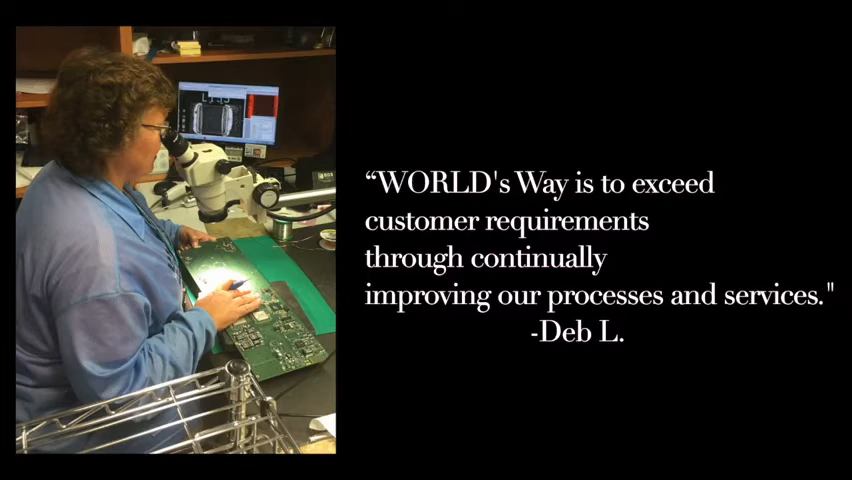 “WORLD's Way is to exceed
customer requirements
through continually
improving our processes and services."
-Deb L.